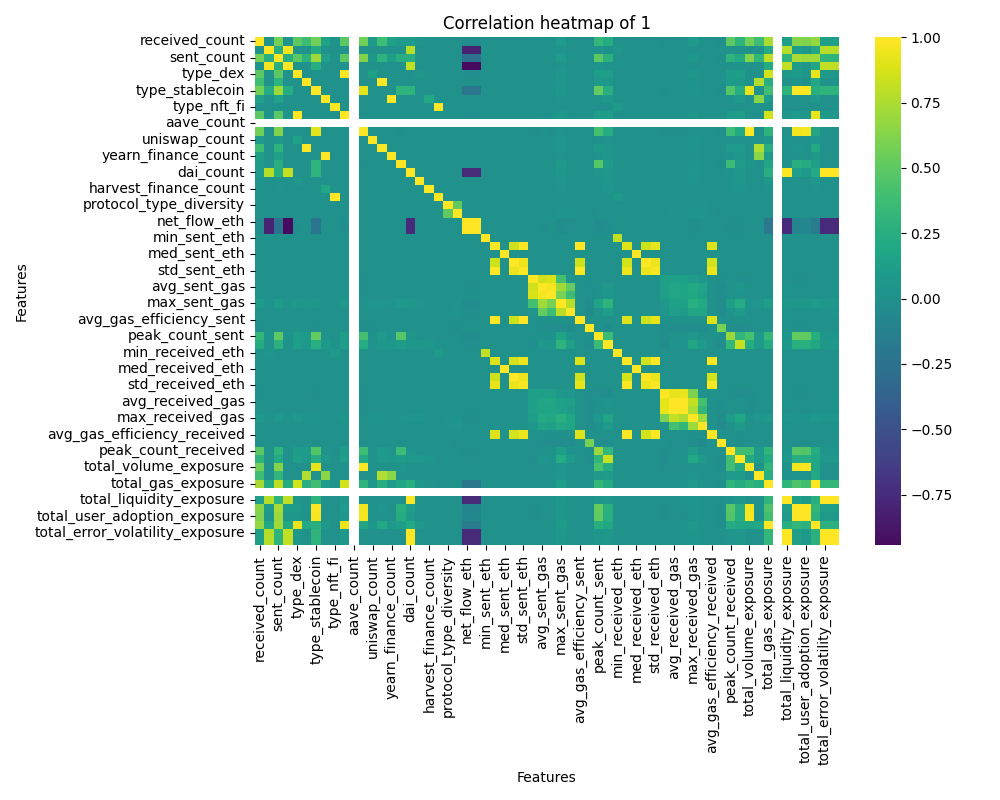 Correlation heatmap of 1
received_count
sent_count
type_dex
type_stablecoin
type_nft_fi
aave_count
uniswap_count
yearn_finance_count
dai_count
harvest_finance_count
protocol_type_diversity
net_flow_eth
min_sent_eth
med_sent_eth
std_sent_eth
avg_sent_gas
max_sent_gas
avg_gas_efficiency_sent
peak_count_sent
min_received_eth
med_received_eth
std_received_eth
avg_received_gas
max_received_gas
avg_gas_efficiency_received
peak_count_received
total_volume_exposure
total_gas_exposure
total_liquidity_exposure
total_user_adoption_exposure
total_error_volatility_exposure
Features
1.00
0.75
0.50
0.25
0.00
−0.25
−0.50
−0.75
received_count
sent_count
type_dex
type_stablecoin
type_nft_fi
aave_count
uniswap_count
yearn_finance_count
dai_count
harvest_finance_count
protocol_type_diversity
net_flow_eth
min_sent_eth
med_sent_eth
std_sent_eth
avg_sent_gas
max_sent_gas
avg_gas_efficiency_sent
peak_count_sent
min_received_eth
med_received_eth
std_received_eth
avg_received_gas
max_received_gas
avg_gas_efficiency_received
peak_count_received
total_volume_exposure
total_gas_exposure
total_liquidity_exposure
total_user_adoption_exposure
total_error_volatility_exposure
Features